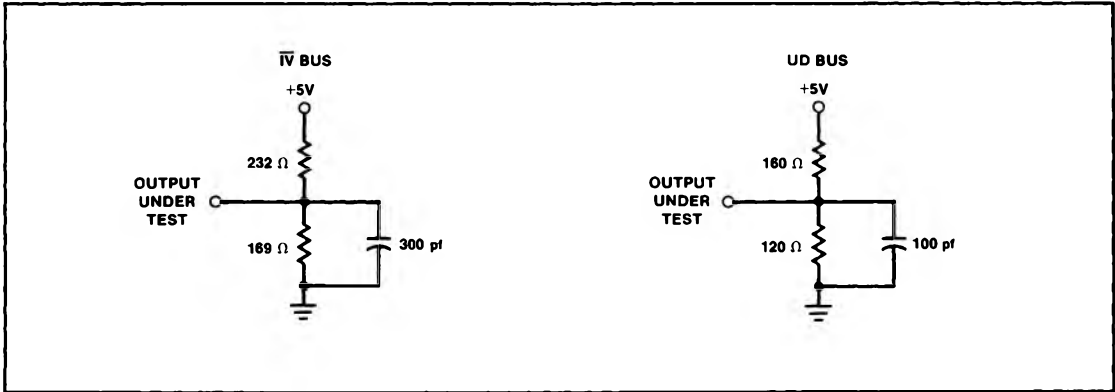 I̅V̅ BUS
+5V
232 Ω
OUTPUT
UNDER
TEST
169 Ω
300 pf
UD BUS
+5V
160 Ω
OUTPUT
UNDER
TEST
120 Ω
100 pf